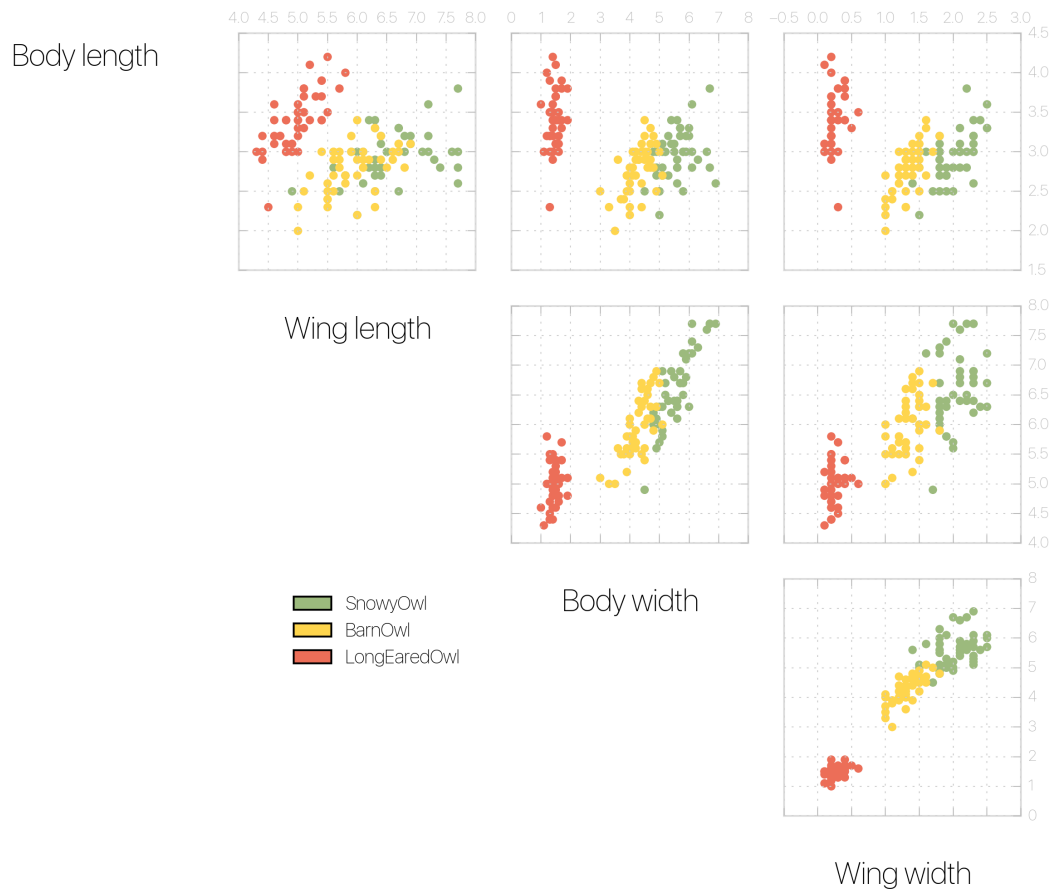 4.0 4.5 5.0 5.5 6.0 6.5 7.0 7.5 8.0
0 1 2 3 4 5 6 7 8
−0.5 0.0 0.5 1.0 1.5 2.0 2.5 3.0
Body length
4.5
4.0
3.5
3.0
2.5
2.0
1.5
Wing length
8.0
7.5
7.0
6.5
6.0
5.5
5.0
4.5
4.0
SnowyOwl
BarnOwl
LongEaredOwl
Body width
8
7
6
5
4
3
2
1
0
Wing width